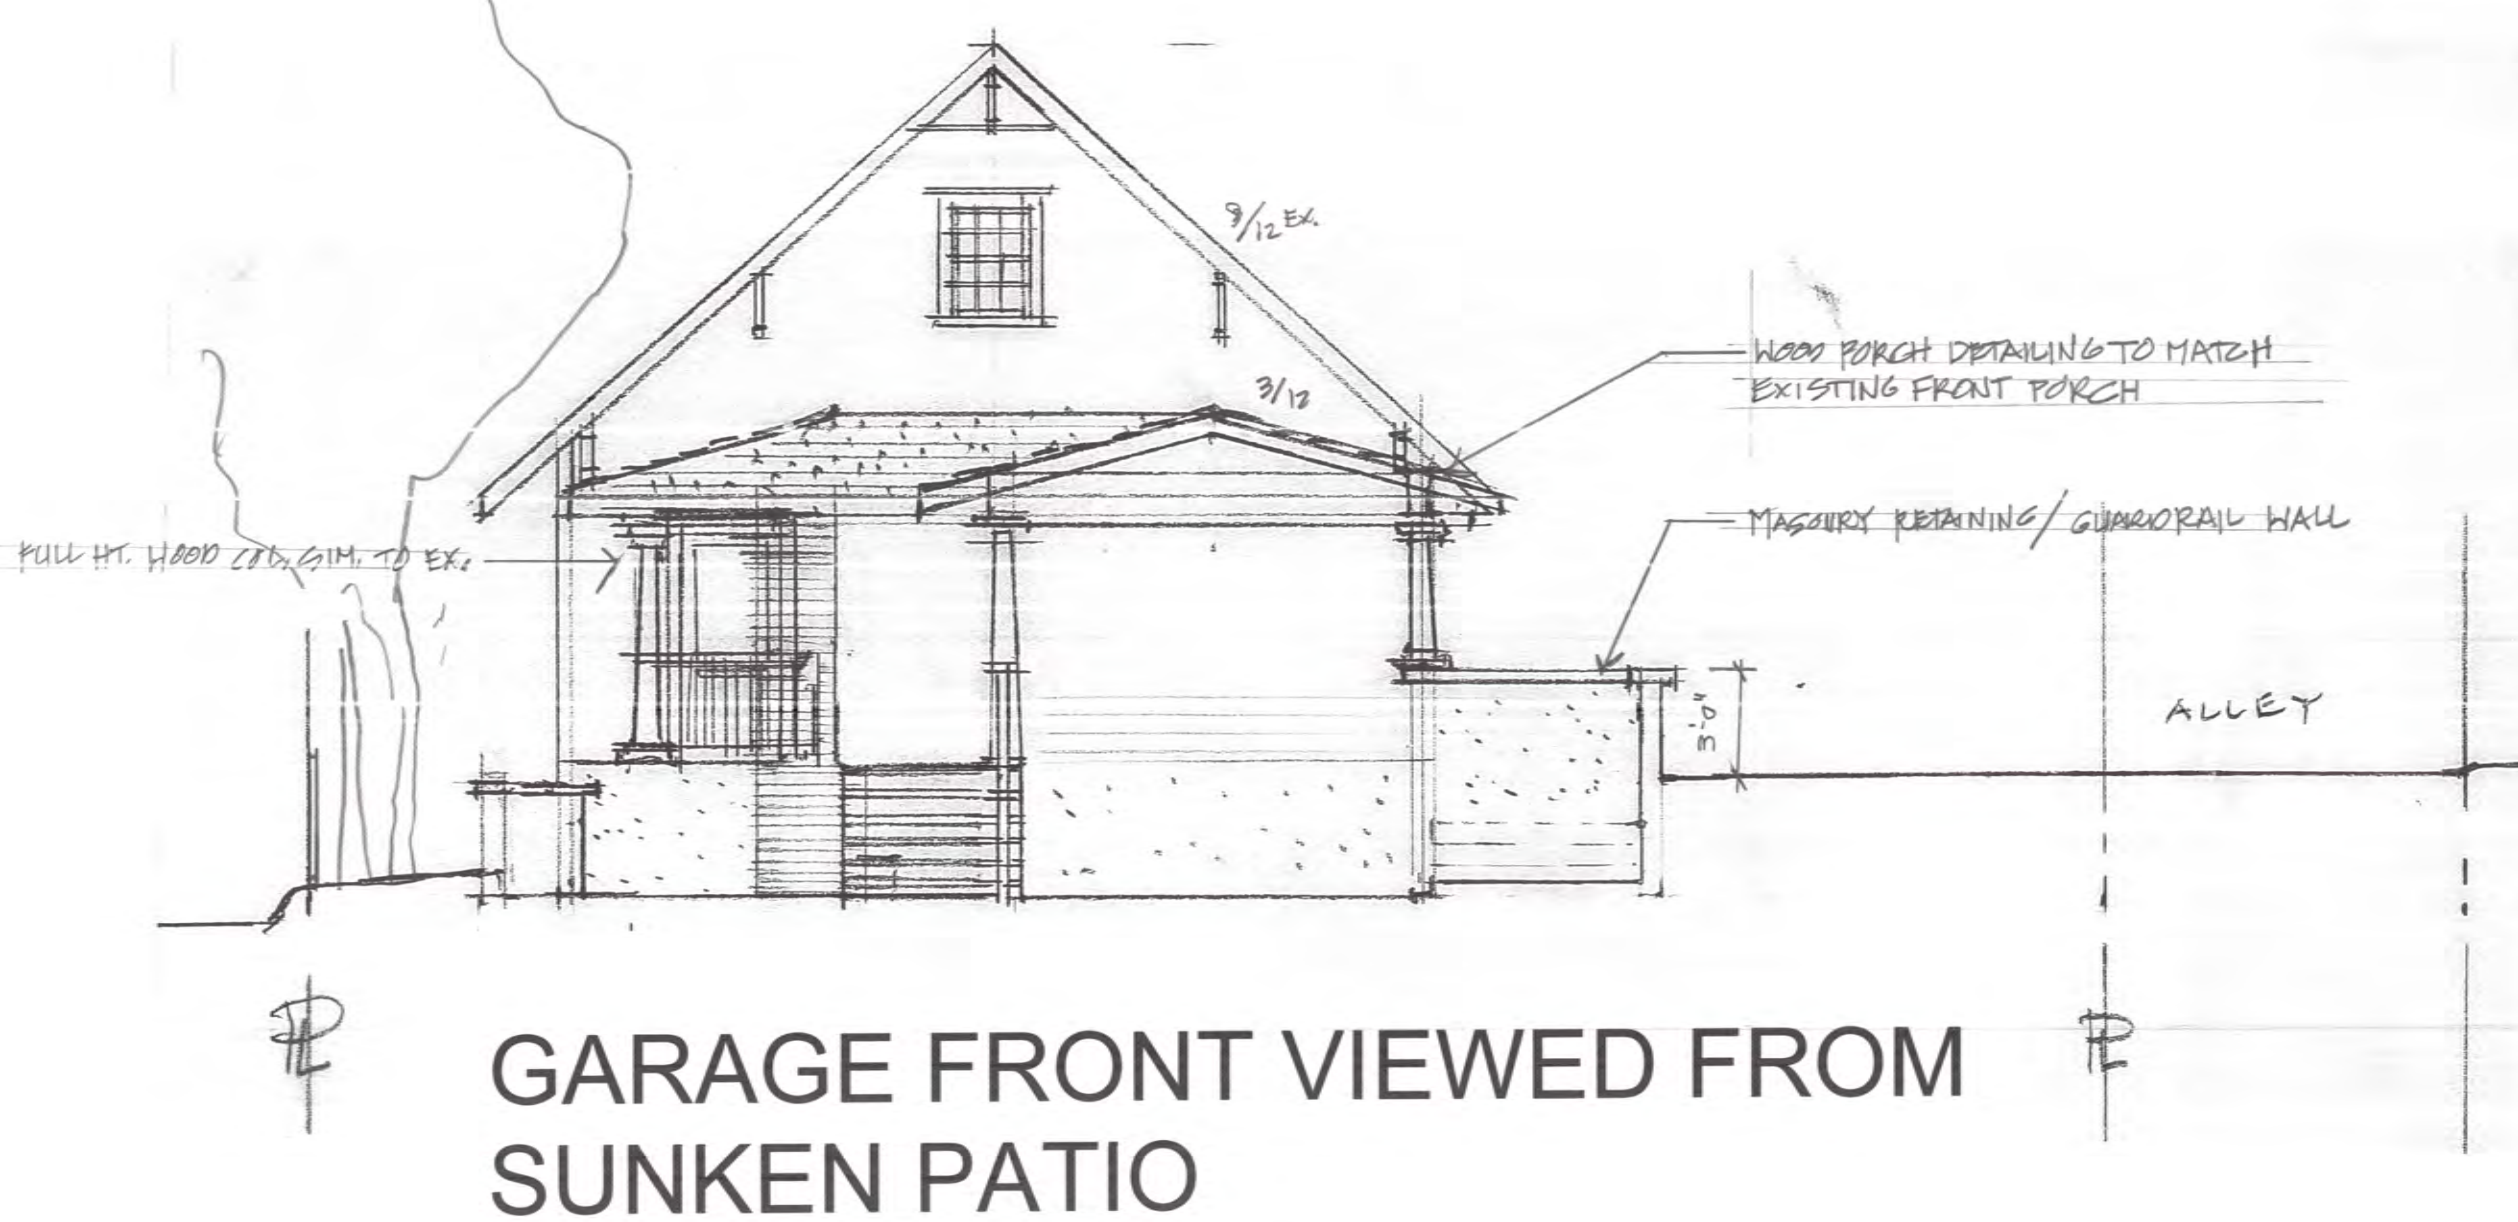 9/12 EX.
WOOD PORCH DETAILING TO MATCH
EXISTING FRONT PORCH
3/12
MASONRY RETAINING/GUARDRAIL WALL
FULL HT. WOOD COL, SIM. TO EX.
3'-0"
ALLEY
PL
PL
GARAGE FRONT VIEWED FROM
SUNKEN PATIO